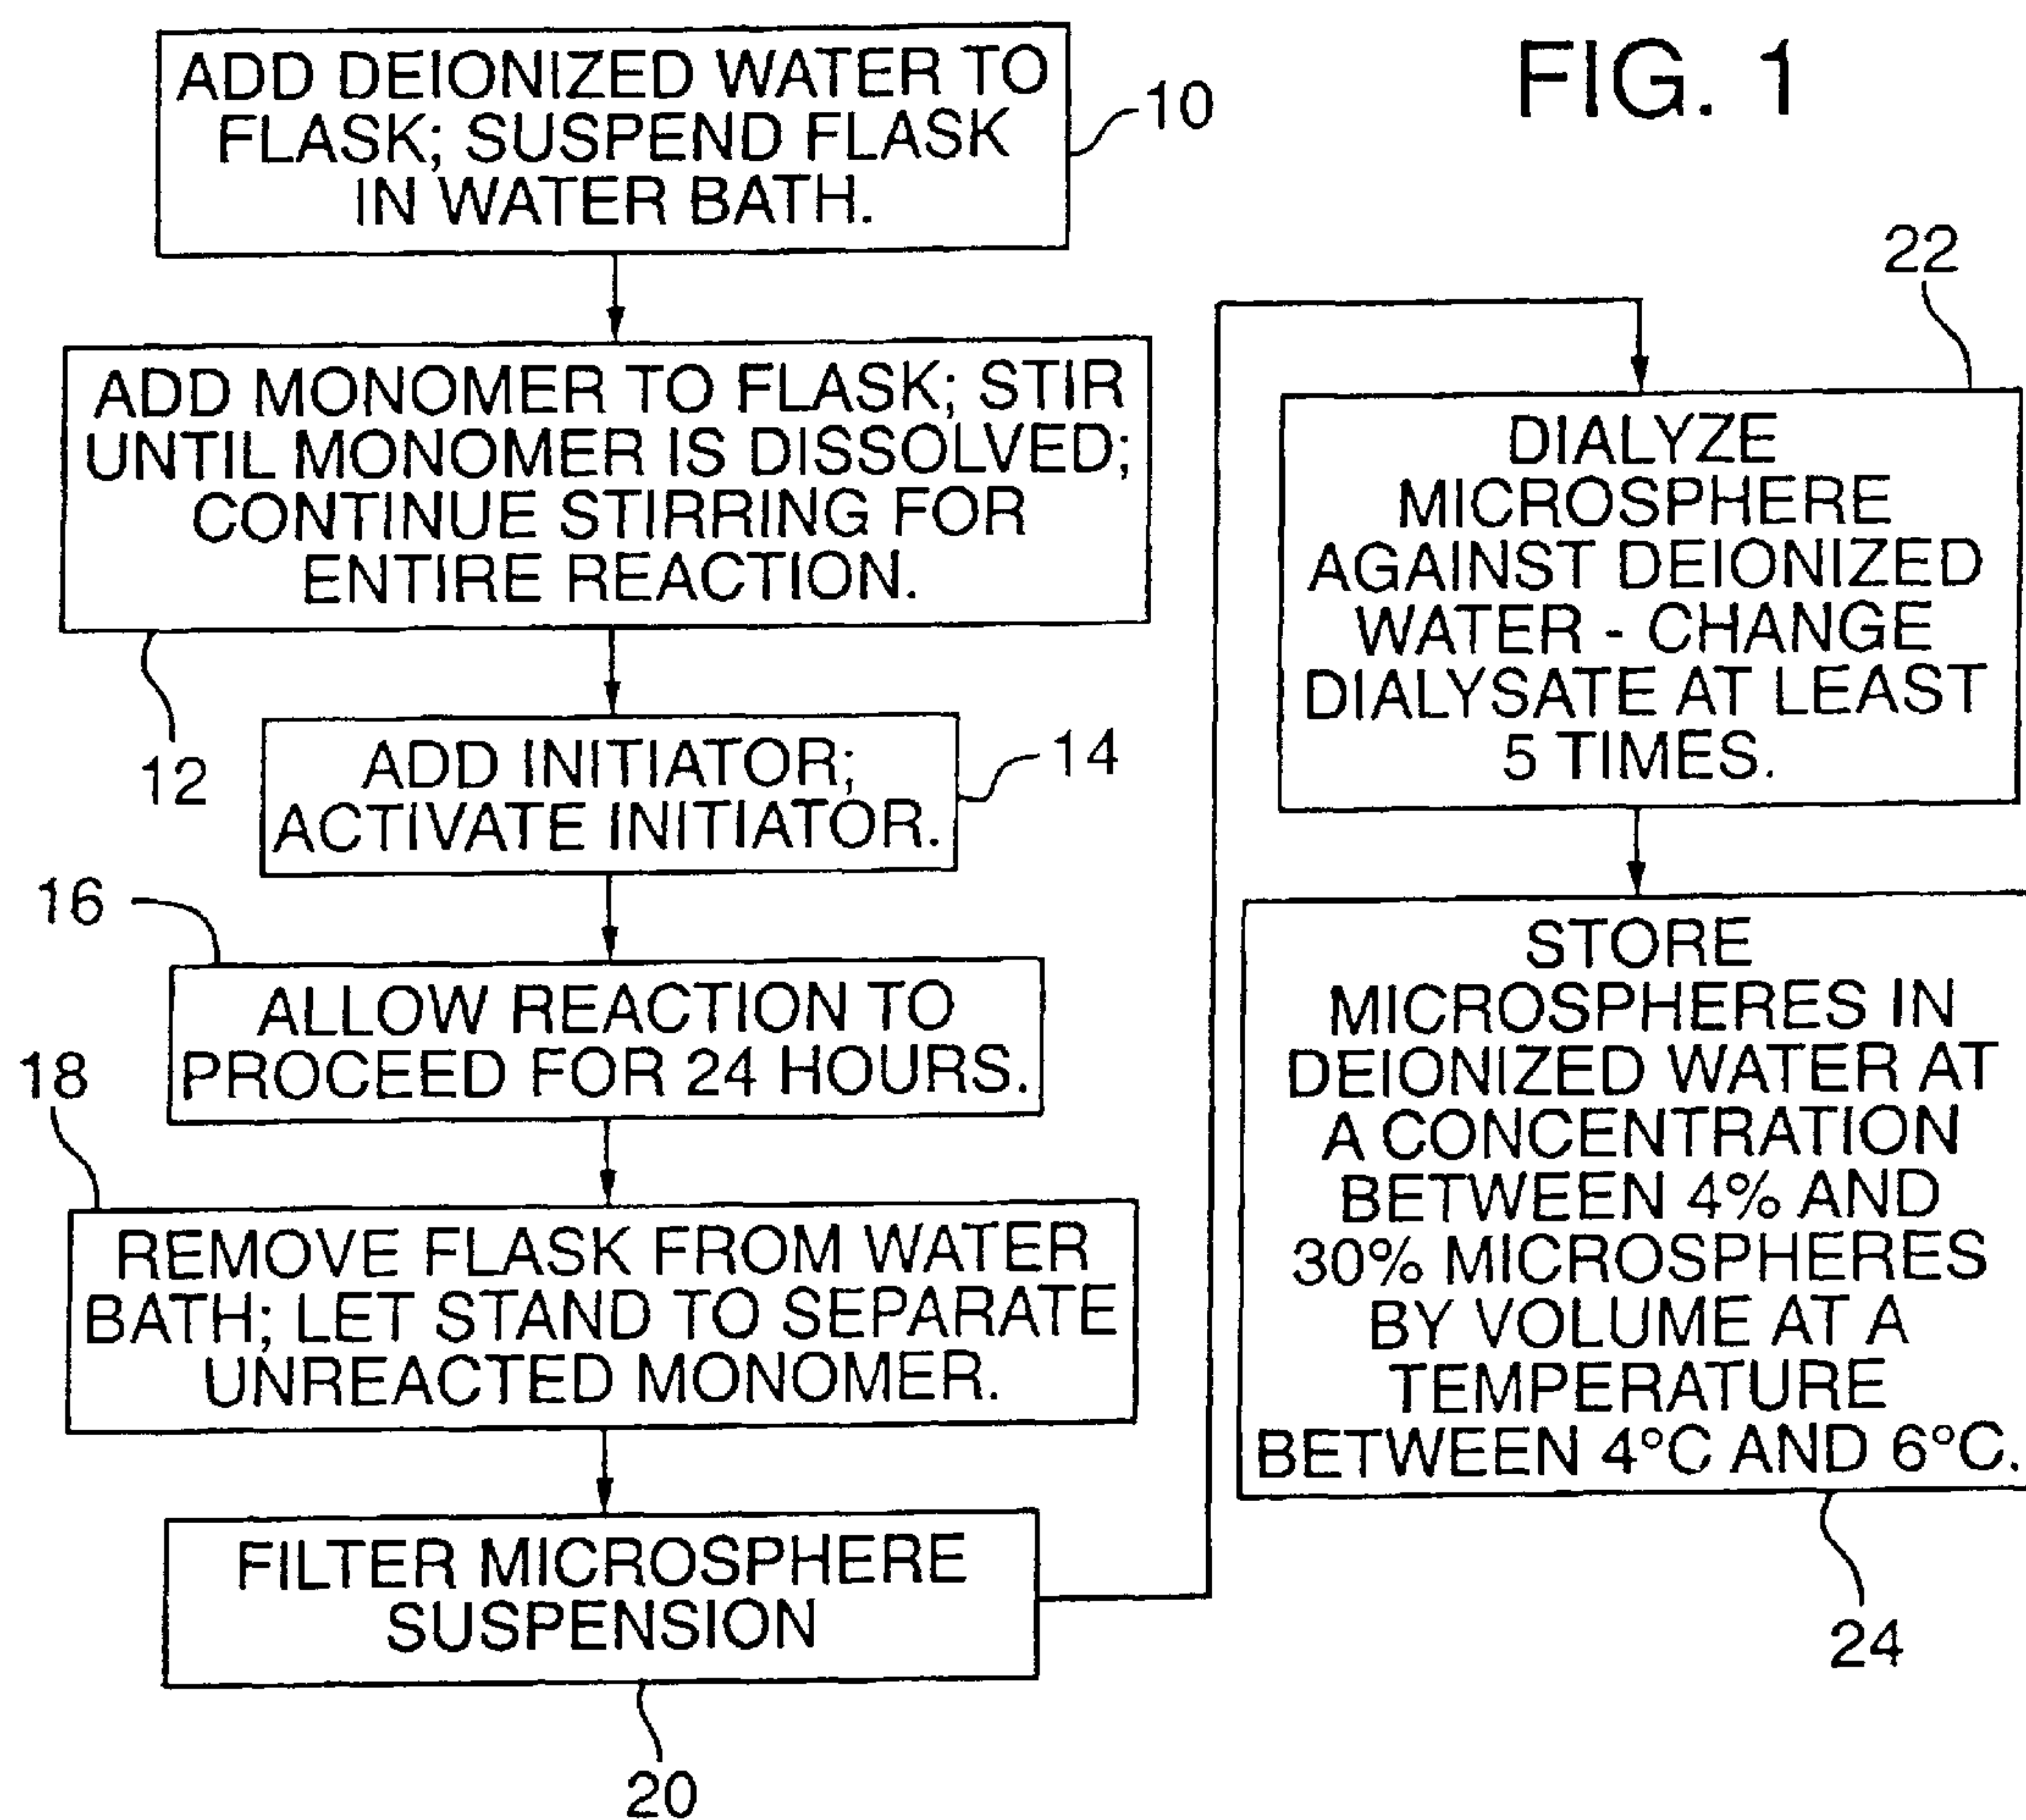 FIG. 1
ADD DEIONIZED WATER TO
FLASK; SUSPEND FLASK
IN WATER BATH.
10
ADD MONOMER TO FLASK; STIR
UNTIL MONOMER IS DISSOLVED;
CONTINUE STIRRING FOR
ENTIRE REACTION.
12
ADD INITIATOR;
ACTIVATE INITIATOR.
14
16
ALLOW REACTION TO
PROCEED FOR 24 HOURS.
18
REMOVE FLASK FROM WATER
BATH; LET STAND TO SEPARATE
UNREACTED MONOMER.
FILTER MICROSPHERE
SUSPENSION
20
22
DIALYZE
MICROSPHERE
AGAINST DEIONIZED
WATER - CHANGE
DIALYSATE AT LEAST
5 TIMES.
STORE
MICROSPHERES IN
DEIONIZED WATER AT
A CONCENTRATION
BETWEEN 4% AND
30% MICROSPHERES
BY VOLUME AT A
TEMPERATURE
BETWEEN 4°C AND 6°C.
24